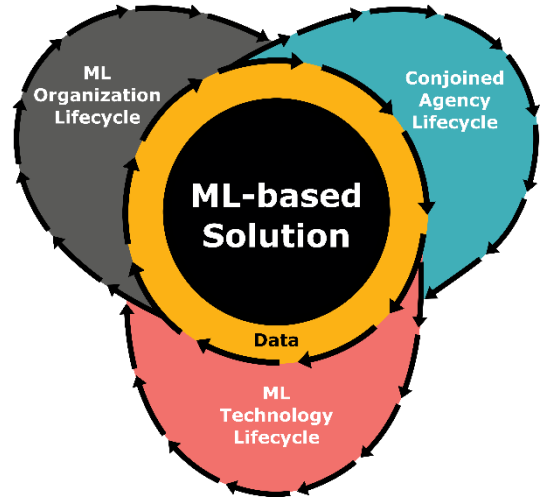 ML
Organization
Lifecycle
Conjoined
Agency
Lifecycle
ML-based
Solution
Data
ML
Technology
Lifecycle